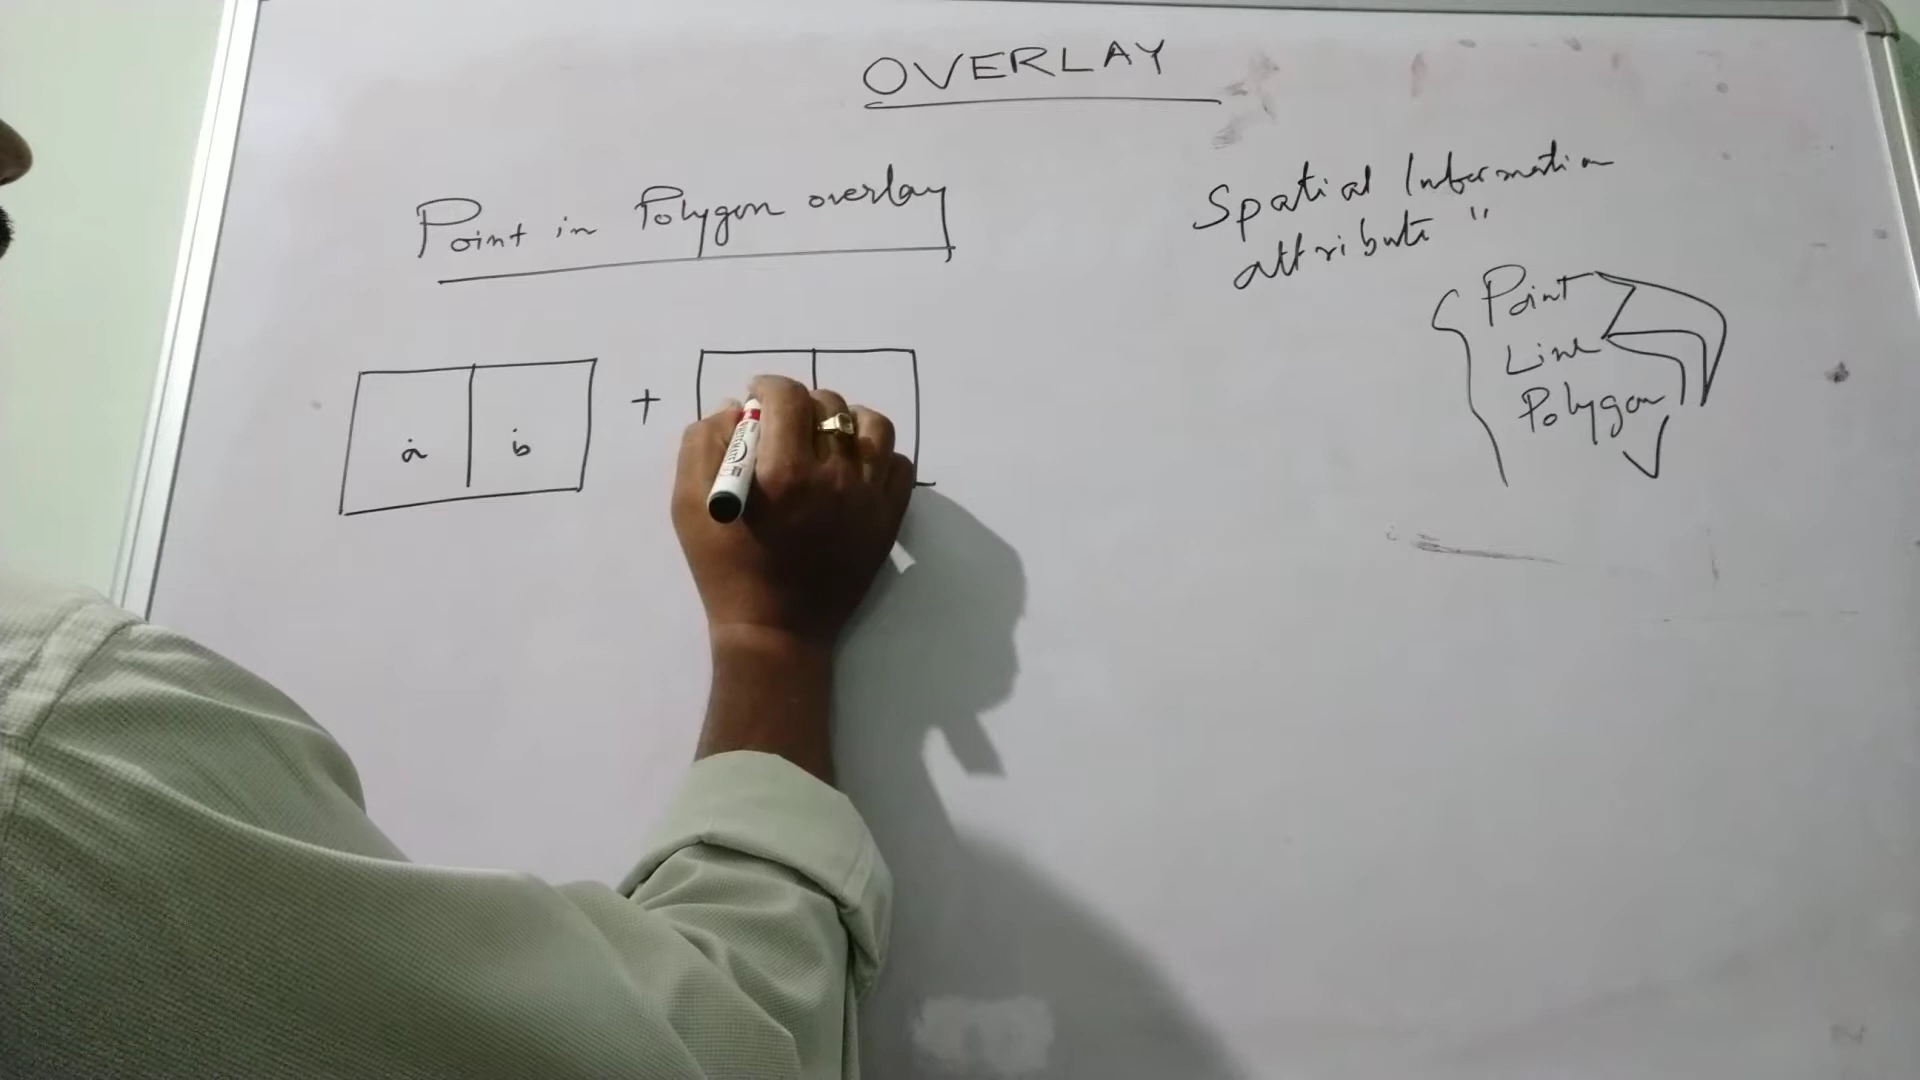 OVERLAY
Point in Polygon overlay
Spatial Information
attribute "
Point
Line
Polygon
a b +